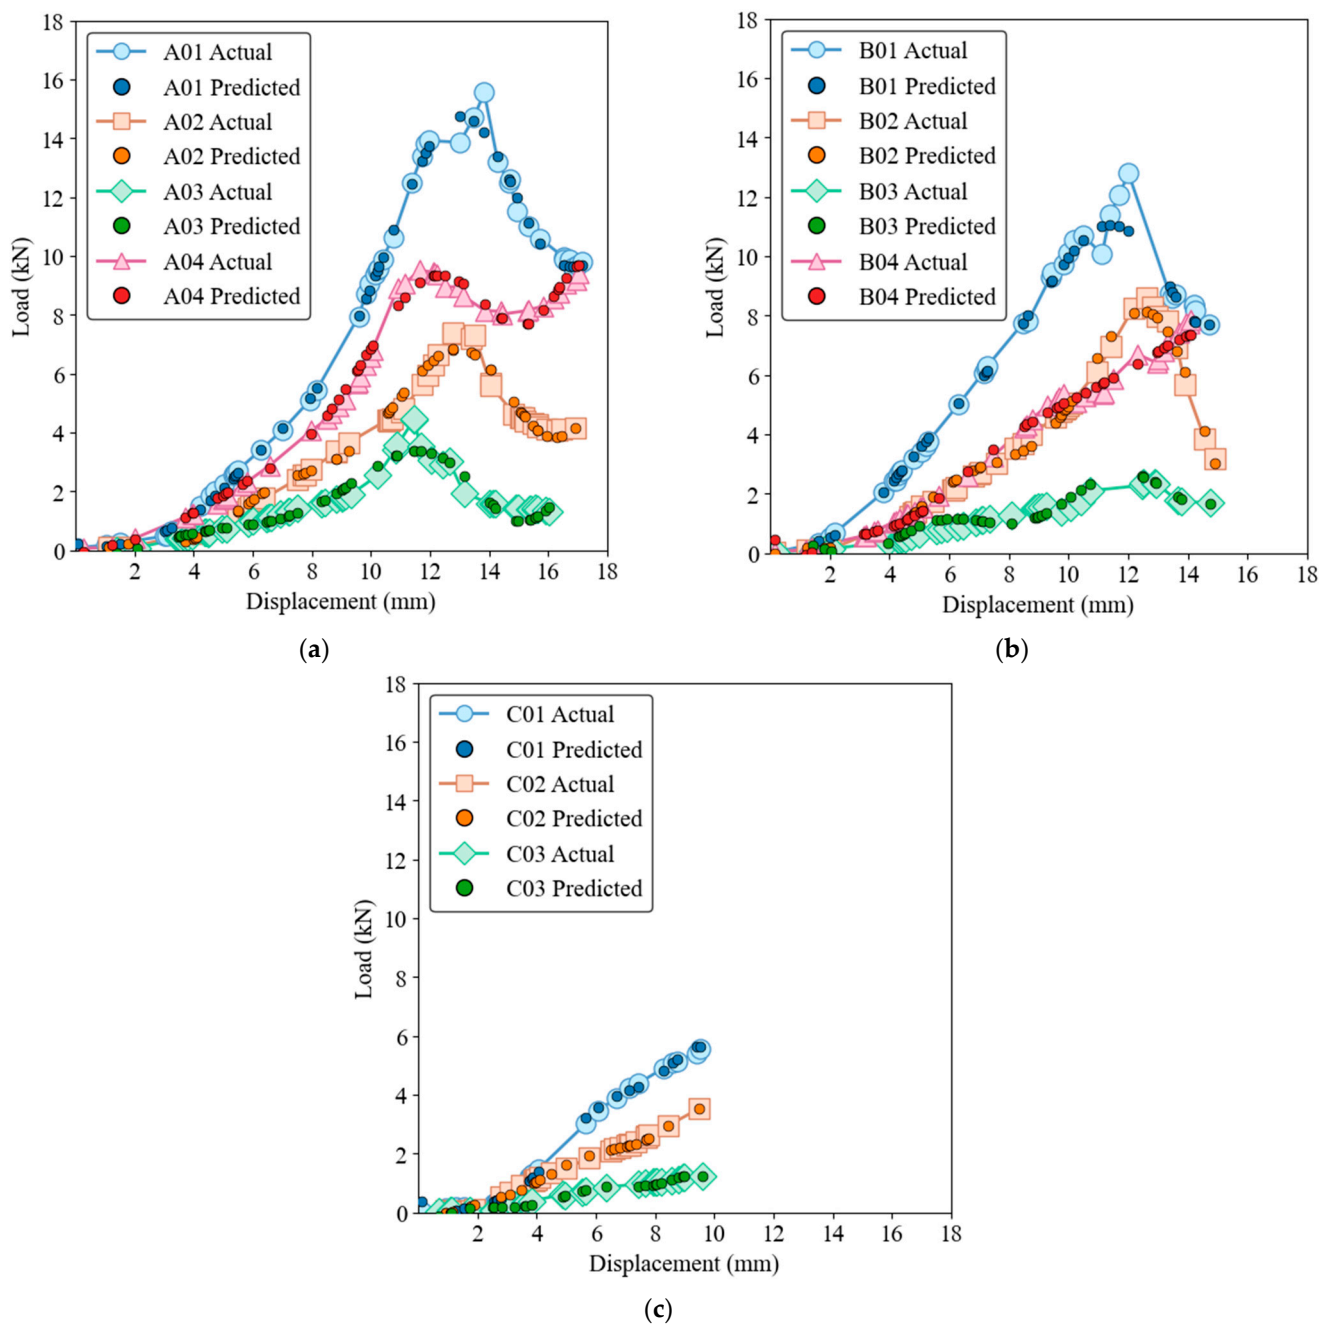 18
16
14
12
10
8
6
4
2
0
Load (kN)
A01 Actual
A01 Predicted
A02 Actual
A02 Predicted
A03 Actual
A03 Predicted
A04 Actual
A04 Predicted
2 4 6 8 10 12 14 16 18
Displacement (mm)
(a)
18
16
14
12
10
8
6
4
2
0
Load (kN)
B01 Actual
B01 Predicted
B02 Actual
B02 Predicted
B03 Actual
B03 Predicted
B04 Actual
B04 Predicted
2 4 6 8 10 12 14 16 18
Displacement (mm)
(b)
18
16
14
12
10
8
6
4
2
0
Load (kN)
C01 Actual
C01 Predicted
C02 Actual
C02 Predicted
C03 Actual
C03 Predicted
2 4 6 8 10 12 14 16 18
Displacement (mm)
(c)